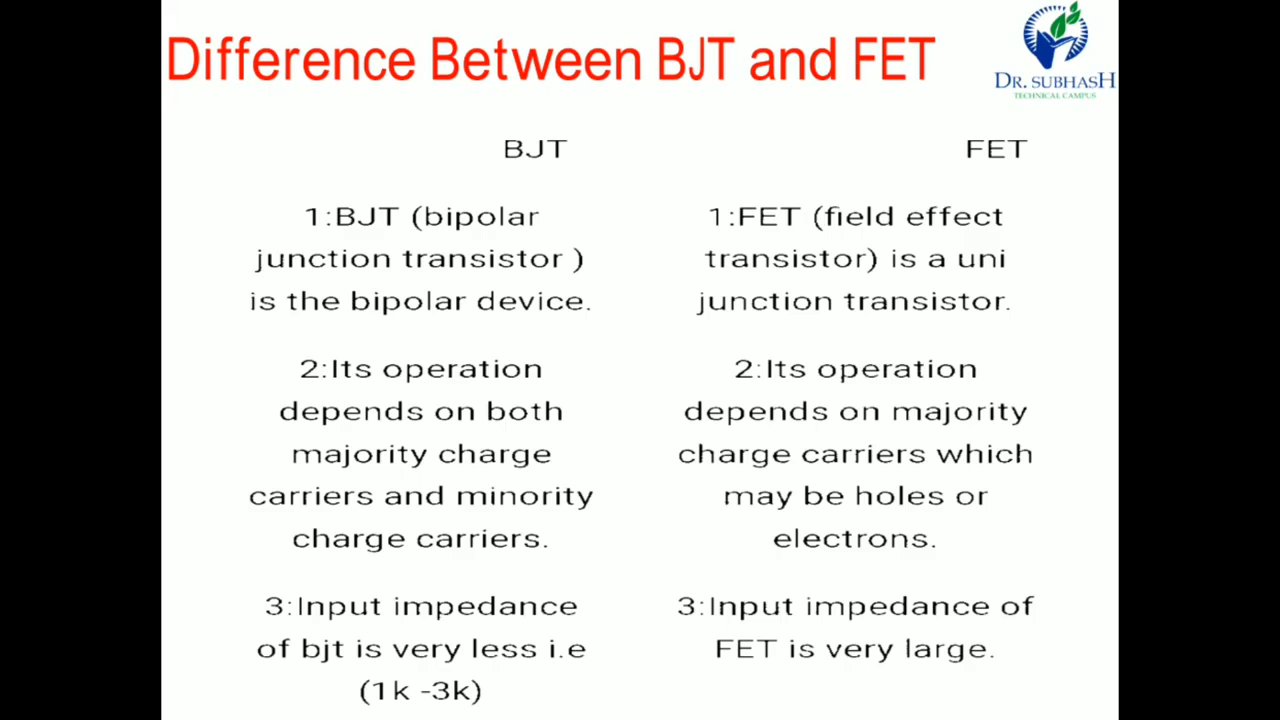 Difference Between BJT and FET
DR. SUBHASH
TECHNICAL CAMPUS
BJT
FET
1:BJT (bipolar
junction transistor )
is the bipolar device.
1:FET (field effect
transistor) is a uni
junction transistor.
2:Its operation
depends on both
majority charge
carriers and minority
charge carriers.
2:Its operation
depends on majority
charge carriers which
may be holes or
electrons.
3:Input impedance
of bjt is very less i.e
(1k -3k)
3:Input impedance of
FET is very large.